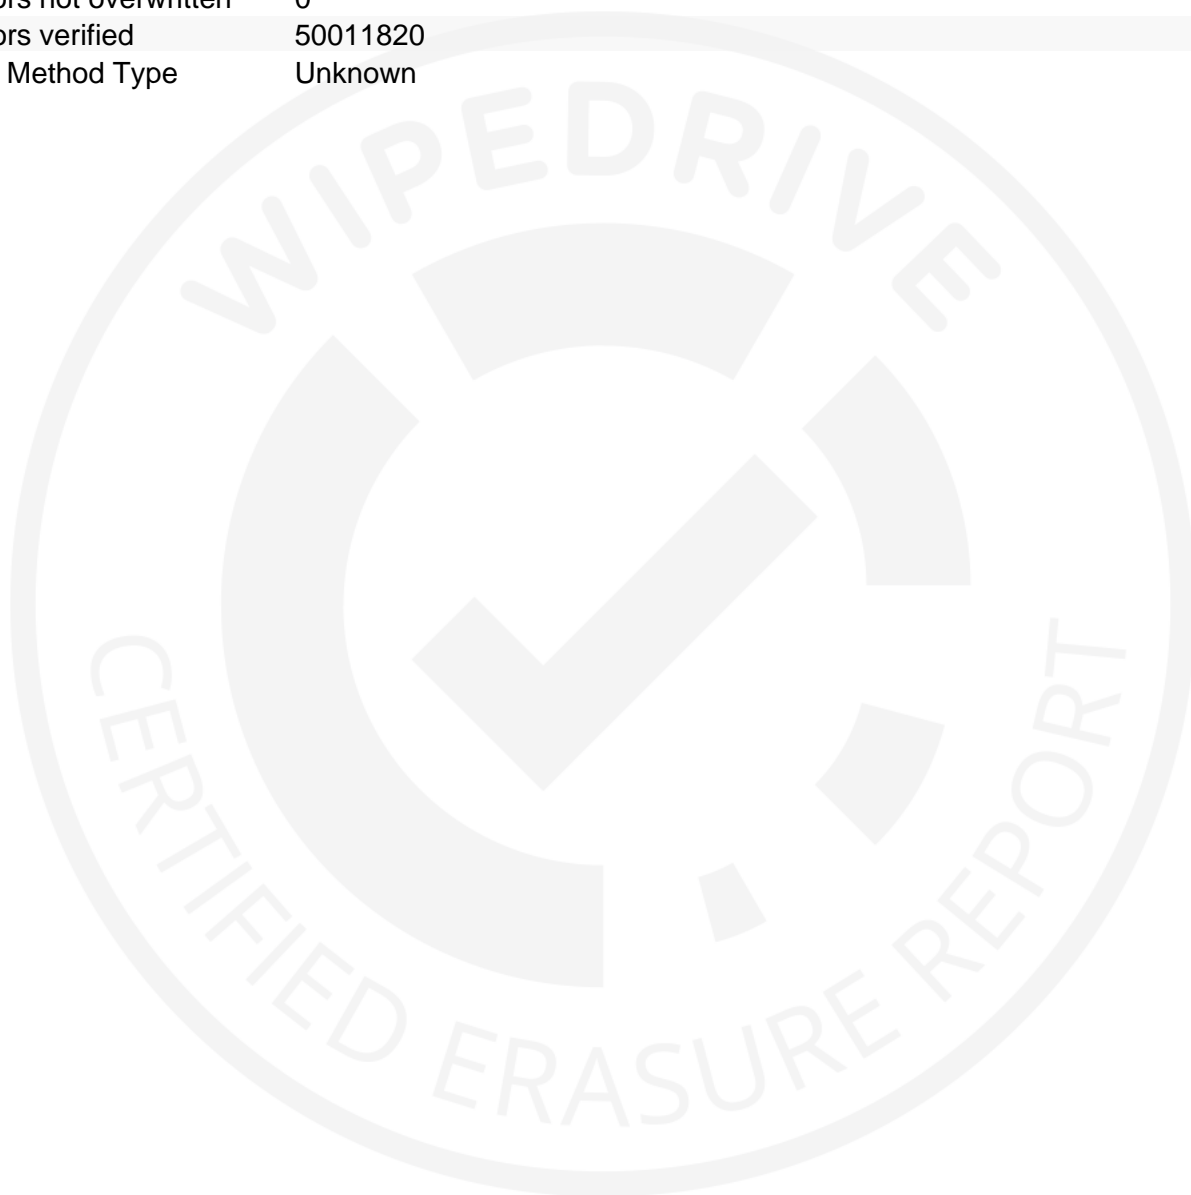 ors not overwritten 0
ors verified 50011820
Method Type Unknown
WIPEDRIVE
CERTIFIED ERASURE REPORT